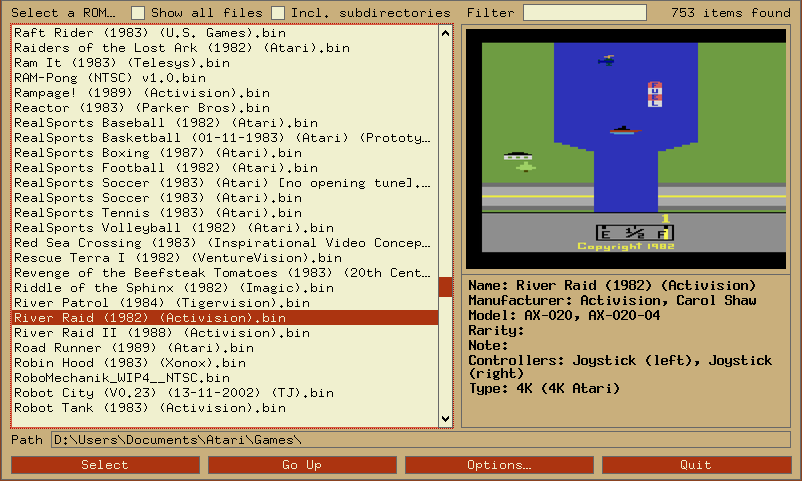 Select a ROM… Show all files Incl. subdirectories Filter 753 items found
Raft Rider (1983) (U.S. Games).bin
Raiders of the Lost Ark (1982) (Atari).bin
Ram It (1983) (Telesys).bin
RAM-Pong (NTSC) v1.0.bin
Rampage! (1989) (Activision).bin
Reactor (1983) (Parker Bros).bin
RealSports Baseball (1982) (Atari).bin
RealSports Basketball (01-11-1983) (Atari) (Prototy…
RealSports Boxing (1987) (Atari).bin
RealSports Football (1982) (Atari).bin
RealSports Soccer (1983) (Atari) [no opening tune].…
RealSports Soccer (1983) (Atari).bin
RealSports Tennis (1983) (Atari).bin
RealSports Volleyball (1982) (Atari).bin
Red Sea Crossing (1983) (Inspirational Video Concep…
Rescue Terra I (1982) (VentureVision).bin
Revenge of the Beefsteak Tomatoes (1983) (20th Cent…
Riddle of the Sphinx (1982) (Imagic).bin
River Patrol (1984) (Tigervision).bin
River Raid (1982) (Activision).bin
River Raid II (1988) (Activision).bin
Road Runner (1989) (Atari).bin
Robin Hood (1983) (Xonox).bin
RoboMechanik_WIP4__NTSC.bin
Robot City (V0.23) (13-11-2002) (TJ).bin
Robot Tank (1983) (Activision).bin
FUEL
1
E ½ F
Copyright 1982
Name: River Raid (1982) (Activision)
Manufacturer: Activision, Carol Shaw
Model: AX-020, AX-020-04
Rarity:
Note:
Controllers: Joystick (left), Joystick
(right)
Type: 4K (4K Atari)
Path D:\Users\Documents\Atari\Games\
Select Go Up Options… Quit